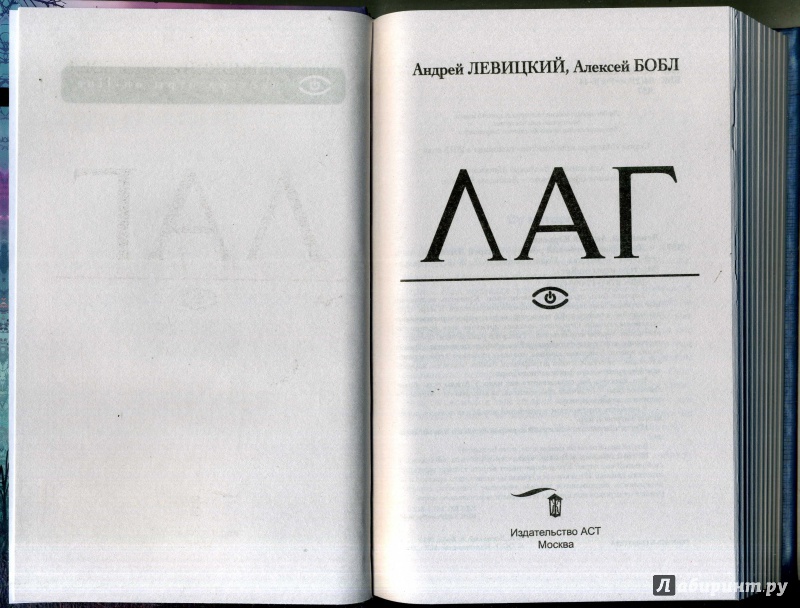 Андрей ЛЕВИЦКИЙ, Алексей БОБЛ
ЛАГ
Издательство АСТ
Москва
Лабиринт.ру